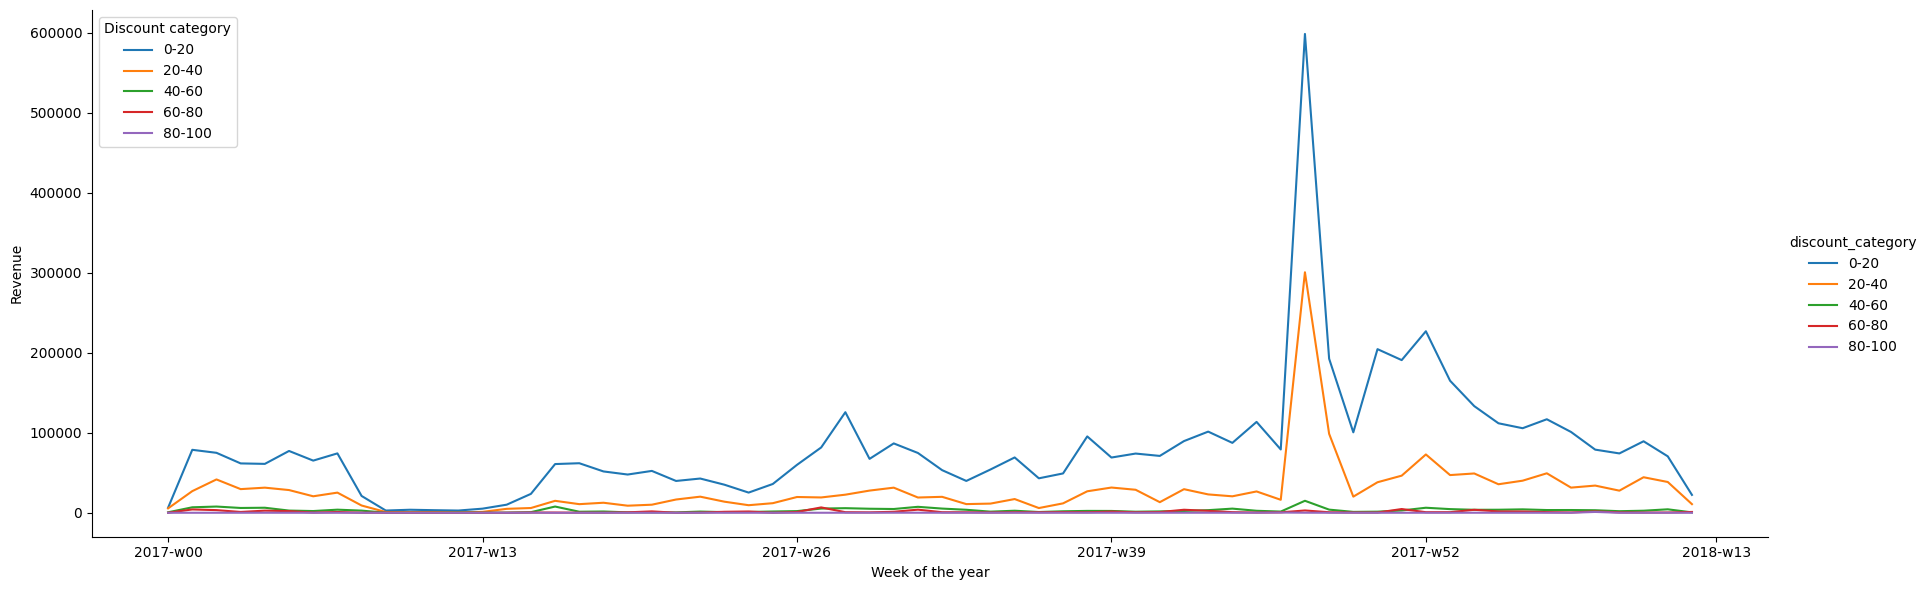 Discount category
0-20
20-40
40-60
60-80
80-100
600000
500000
400000
300000
200000
100000
0
Revenue
2017-w00
2017-w13
2017-w26
2017-w39
2017-w52
2018-w13
Week of the year
discount_category
0-20
20-40
40-60
60-80
80-100